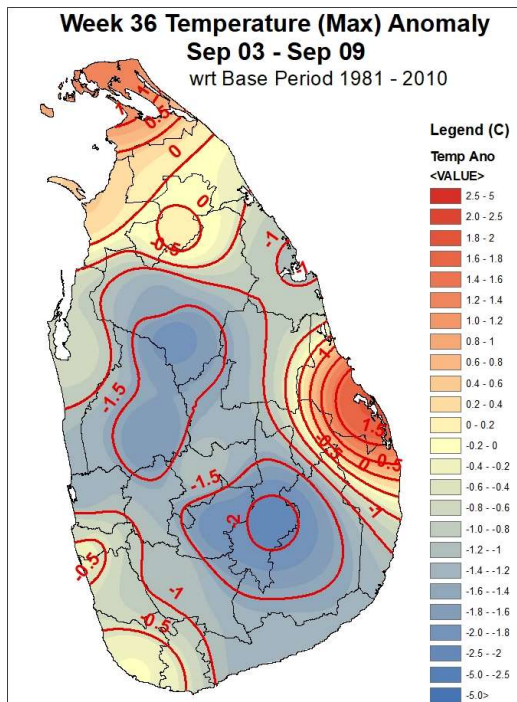 Week 36 Temperature (Max) Anomaly
Sep 03 - Sep 09
wrt Base Period 1981 - 2010
Legend (C)
Temp Ano
<VALUE>
2.5 - 5
2.0 - 2.5
1.8 - 2
1.6 - 1.8
1.4 - 1.6
1.2 - 1.4
1.0 - 1.2
0.8 - 1
0.6 - 0.8
0.4 - 0.6
0.2 - 0.4
0 - 0.2
-0.2 - 0
-0.4 - -0.2
-0.6 - -0.4
-0.8 - -0.6
-1.0 - -0.8
-1.2 - -1
-1.4 - -1.2
-1.6 - -1.4
-1.8 - -1.6
-2.0 - -1.8
-2.5 - -2
-5.0 - -2.5
-5.0>
1
1
0.5
0
0
-0.5
-1
-1
-1.5
1
1.5
-0.5
0
0.5
-1
-1.5
-2
-0.5
-1
-0.5